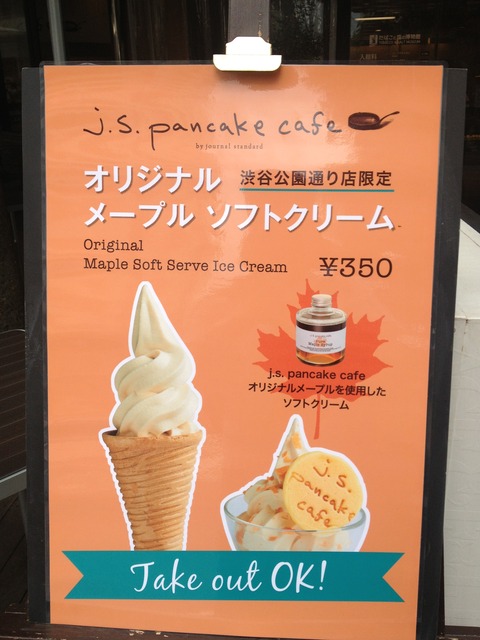 j.s. pancake cafe
by journal standard
オリジナル 渋谷公園通り店限定
メープル ソフトクリーム
Original
Maple Soft Serve Ice Cream ¥350
j.s. pancake cafe
オリジナルメープルを使用した
ソフトクリーム
j.s.
pancake
cafe
Take out OK!